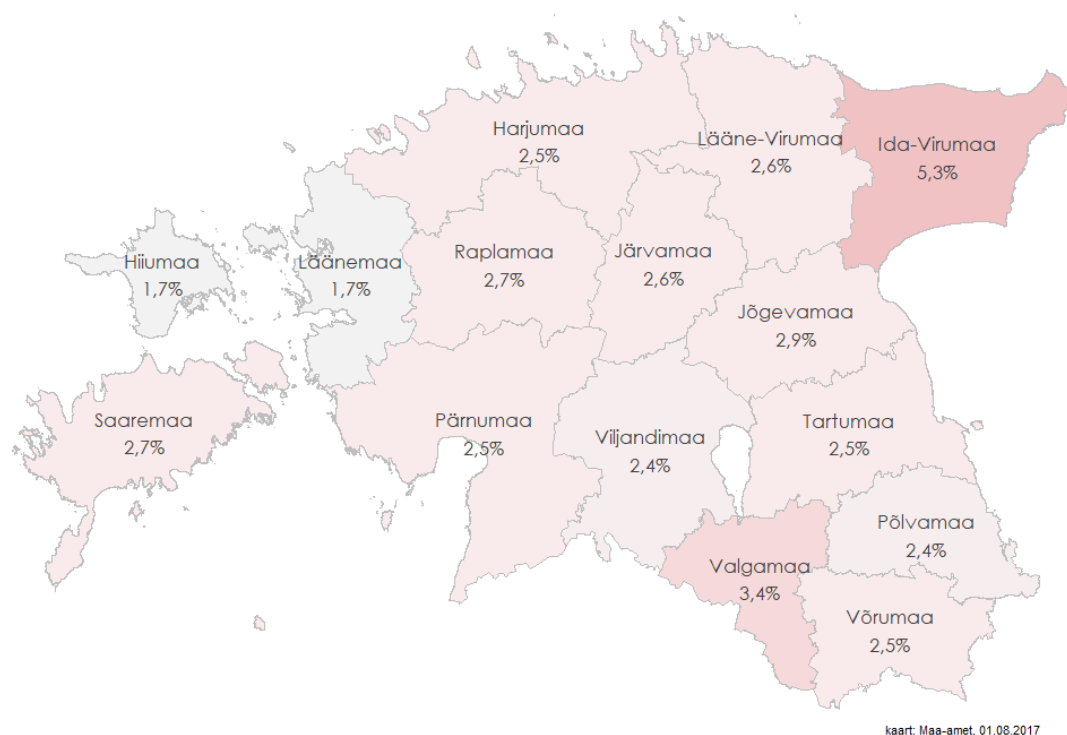 Harjumaa
2,5%
Lääne-Virumaa
2,6%
Ida-Virumaa
5,3%
Hiiumaa
1,7%
Läänemaa
1,7%
Raplamaa
2,7%
Järvamaa
2,6%
Jõgevamaa
2,9%
Saaremaa
2,7%
Pärnumaa
2,5%
Viljandimaa
2,4%
Tartumaa
2,5%
Põlvamaa
2,4%
Valgamaa
3,4%
Võrumaa
2,5%
kaart: Maa-amet, 01.08.2017